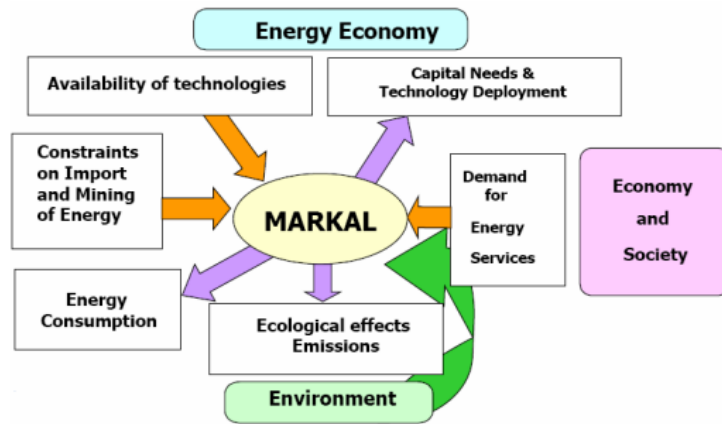 Energy Economy
Availability of technologies
Capital Needs &
Technology Deployment
Constraints
on Import
and Mining
of Energy
MARKAL
Demand
for
Energy
Services
Economy
and
Society
Energy
Consumption
Ecological effects
Emissions
Environment